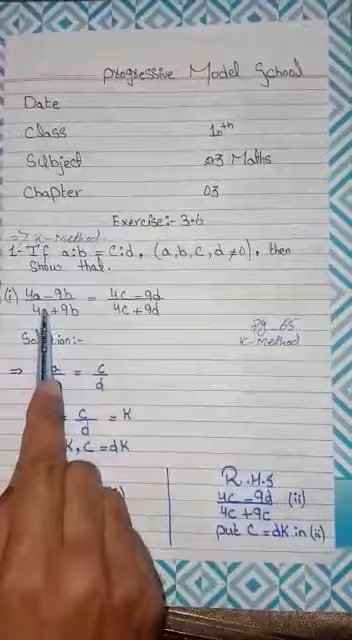 Progressive Model School
Date
Class 10th
Subject 03 Maths
Chapter 03
Exercise:- 3.6
=> K-Method.
1- If a:b = c:d, (a,b,c,d ≠0), then
Show that.
(i) 4a-9b/4a+9b = 4c-9d/4c+9d
Pg-65
K-Method
Solution:-
=> a = c/d
= c/d = K
K, C = dK
R.H.S
4C-9d/4C+9C (ii)
put C = dK in (ii)